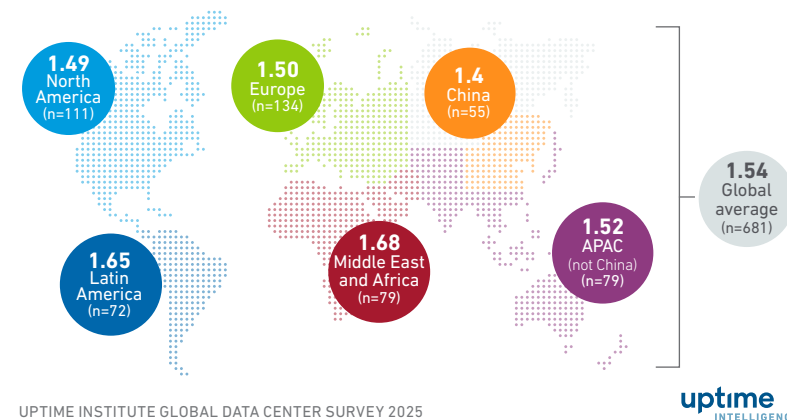 1.49
North
America
(n=111)
1.50
Europe
(n=134)
1.4
China
(n=55)
1.54
Global
average
(n=681)
1.65
Latin
America
(n=72)
1.68
Middle East
and Africa
(n=79)
1.52
APAC
(not China)
(n=79)
UPTIME INSTITUTE GLOBAL DATA CENTER SURVEY 2025
uptime